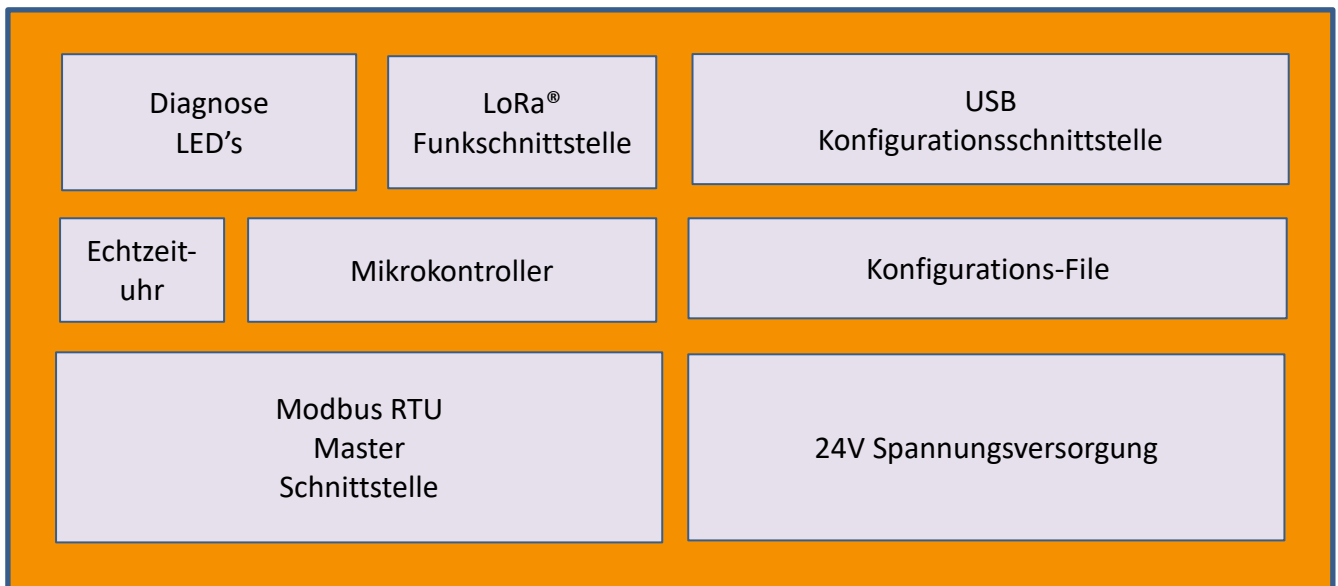 Diagnose
LED’s
LoRa®
Funkschnittstelle
USB
Konfigurationsschnittstelle
Echtzeit-
uhr
Mikrokontroller
Konfigurations-File
Modbus RTU
Master
Schnittstelle
24V Spannungsversorgung